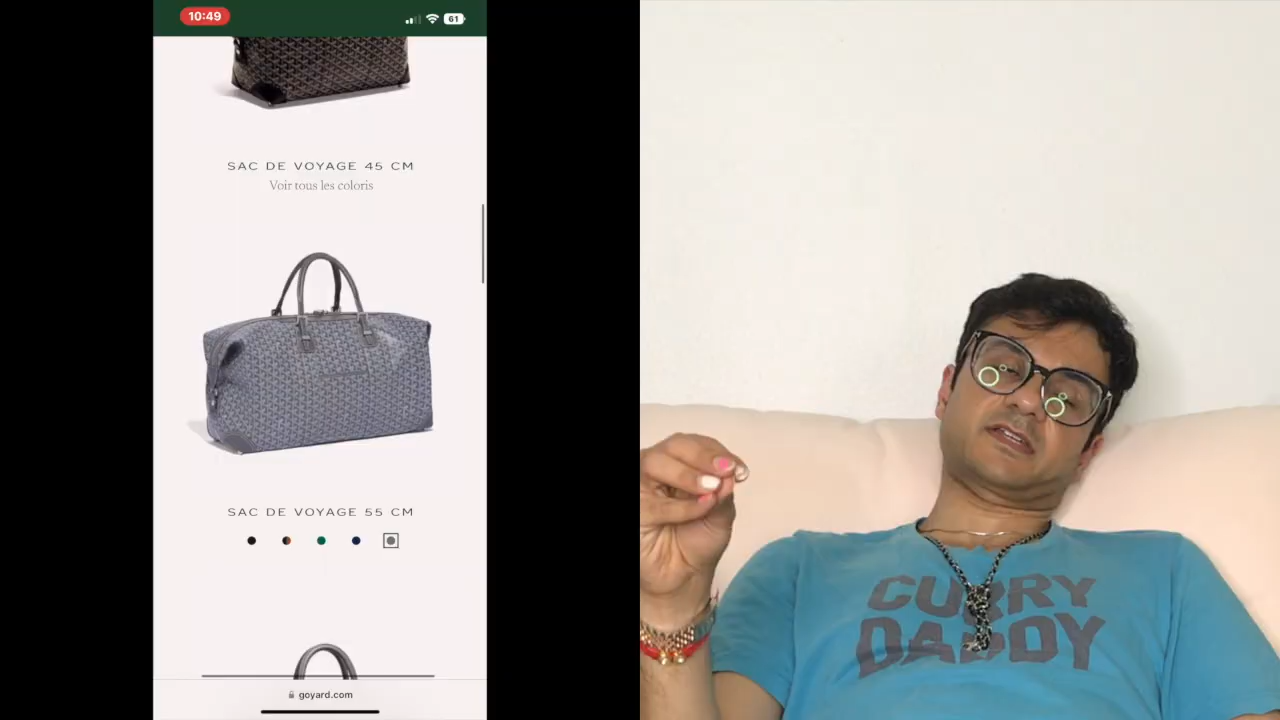 10:49
61
SAC DE VOYAGE 45 CM
Voir tous les coloris
SAC DE VOYAGE 55 CM
goyard.com
CURRY
DADDY